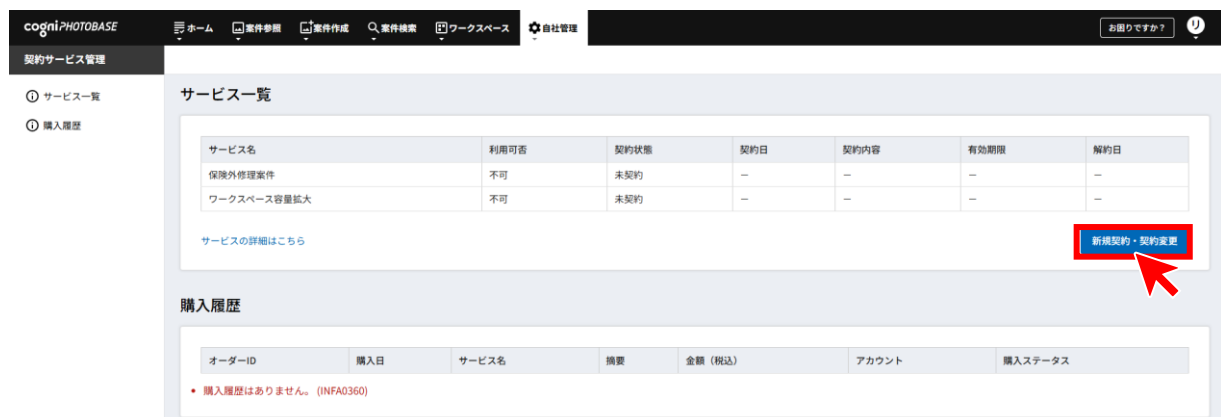 cogni PHOTOBASE ホーム 案件参照 案件作成 案件検索 ワークスペース 自社管理 お困りですか? リ
契約サービス管理
サービス一覧
購入履歴
サービス一覧
サービス名 利用可否 契約状態 契約日 契約内容 有効期限 解約日
保険外修理案件 不可 未契約 － － － －
ワークスペース容量拡大 不可 未契約 － － － －
サービスの詳細はこちら 新規契約・契約変更
購入履歴
オーダーID 購入日 サービス名 摘要 金額（税込） アカウント 購入ステータス
• 購入履歴はありません。(INFA0360)